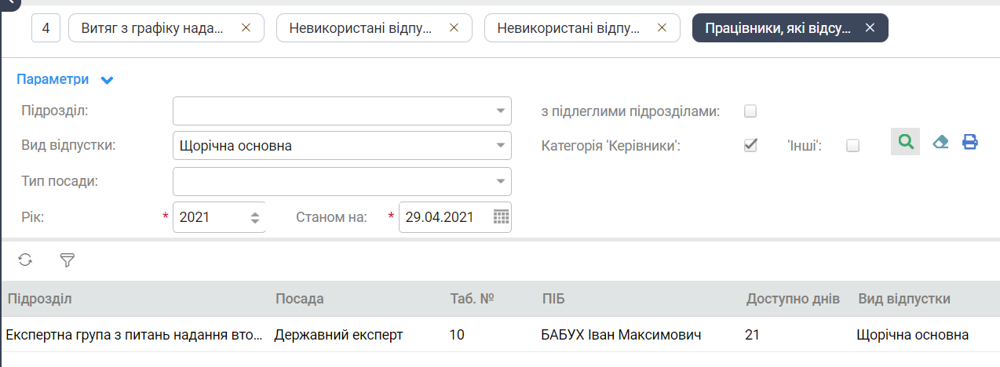 4 Витяг з графіку нада... Невикористані відпу... Невикористані відпу... Працівники, які відсу...
Параметри
Підрозділ: з підлеглими підрозділами:
Вид відпустки: Щорічна основна Категорія 'Керівники': 'Інші':
Тип посади:
Рік: * 2021 Станом на: * 29.04.2021
Підрозділ Посада Таб. № ПІБ Доступно днів Вид відпустки
Експертна група з питань надання вто... Державний експерт 10 БАБУХ Іван Максимович 21 Щорічна основна